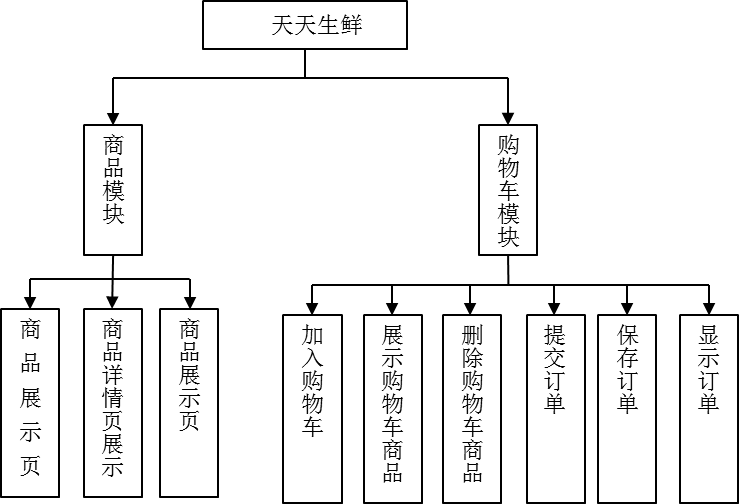 天天生鲜
商品模块
购物车模块
商品展示页
商品详情页展示
商品展示页
加入购物车
展示购物车商品
删除购物车商品
提交订单
保存订单
显示订单